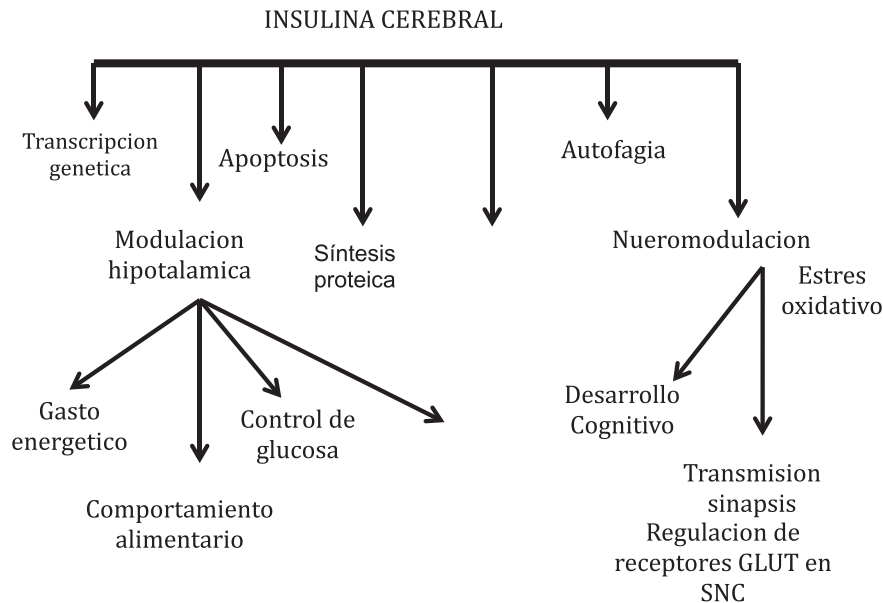 INSULINA CEREBRAL
Transcripcion
genetica
Apoptosis
Autofagia
Modulacion
hipotalamica
Síntesis
proteica
Nueromodulacion
Estres
oxidativo
Gasto
energetico
Control de
glucosa
Desarrollo
Cognitivo
Comportamiento
alimentario
Transmision
sinapsis
Regulacion de
receptores GLUT en
SNC